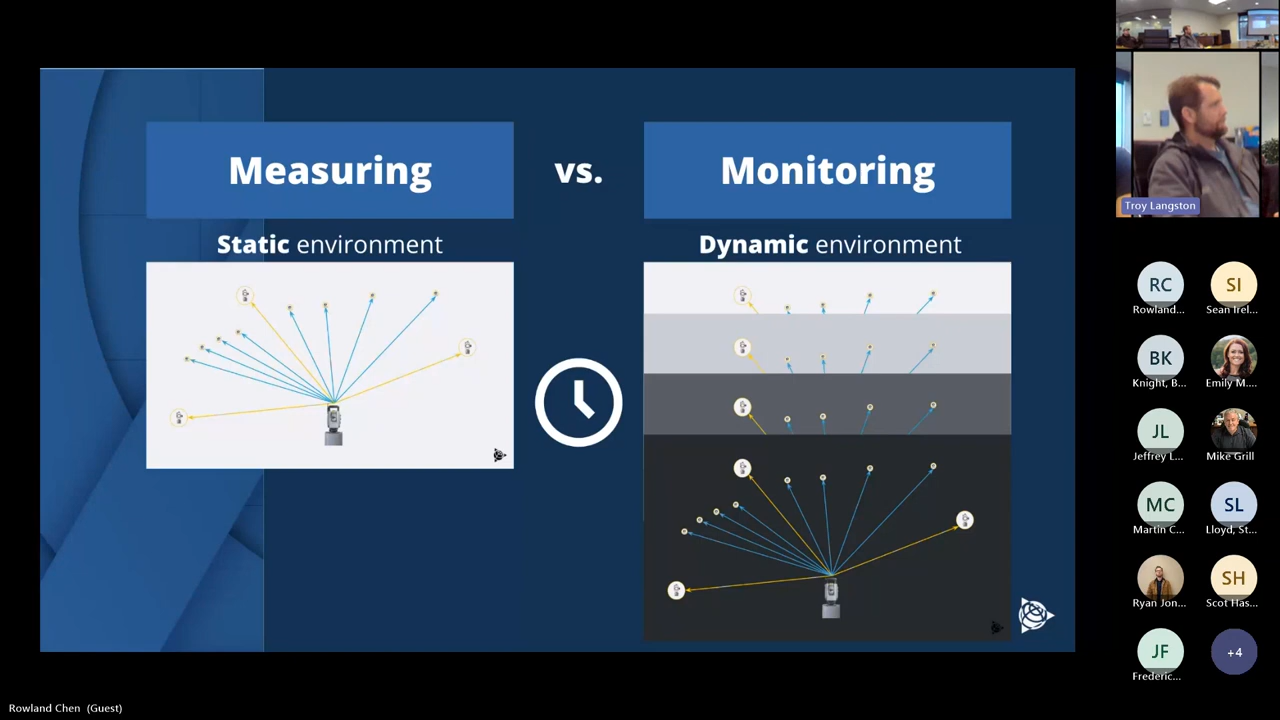 Measuring
vs.
Monitoring
Static environment
Dynamic environment
Troy Langston
RC
Rowland...
SI
Sean Irel...
BK
Knight, B...
Emily M....
JL
Jeffrey L...
Mike Grill
MC
Martin C...
SL
Lloyd, St...
Ryan Jon...
SH
Scot Has...
JF
Frederic...
+4
Rowland Chen (Guest)